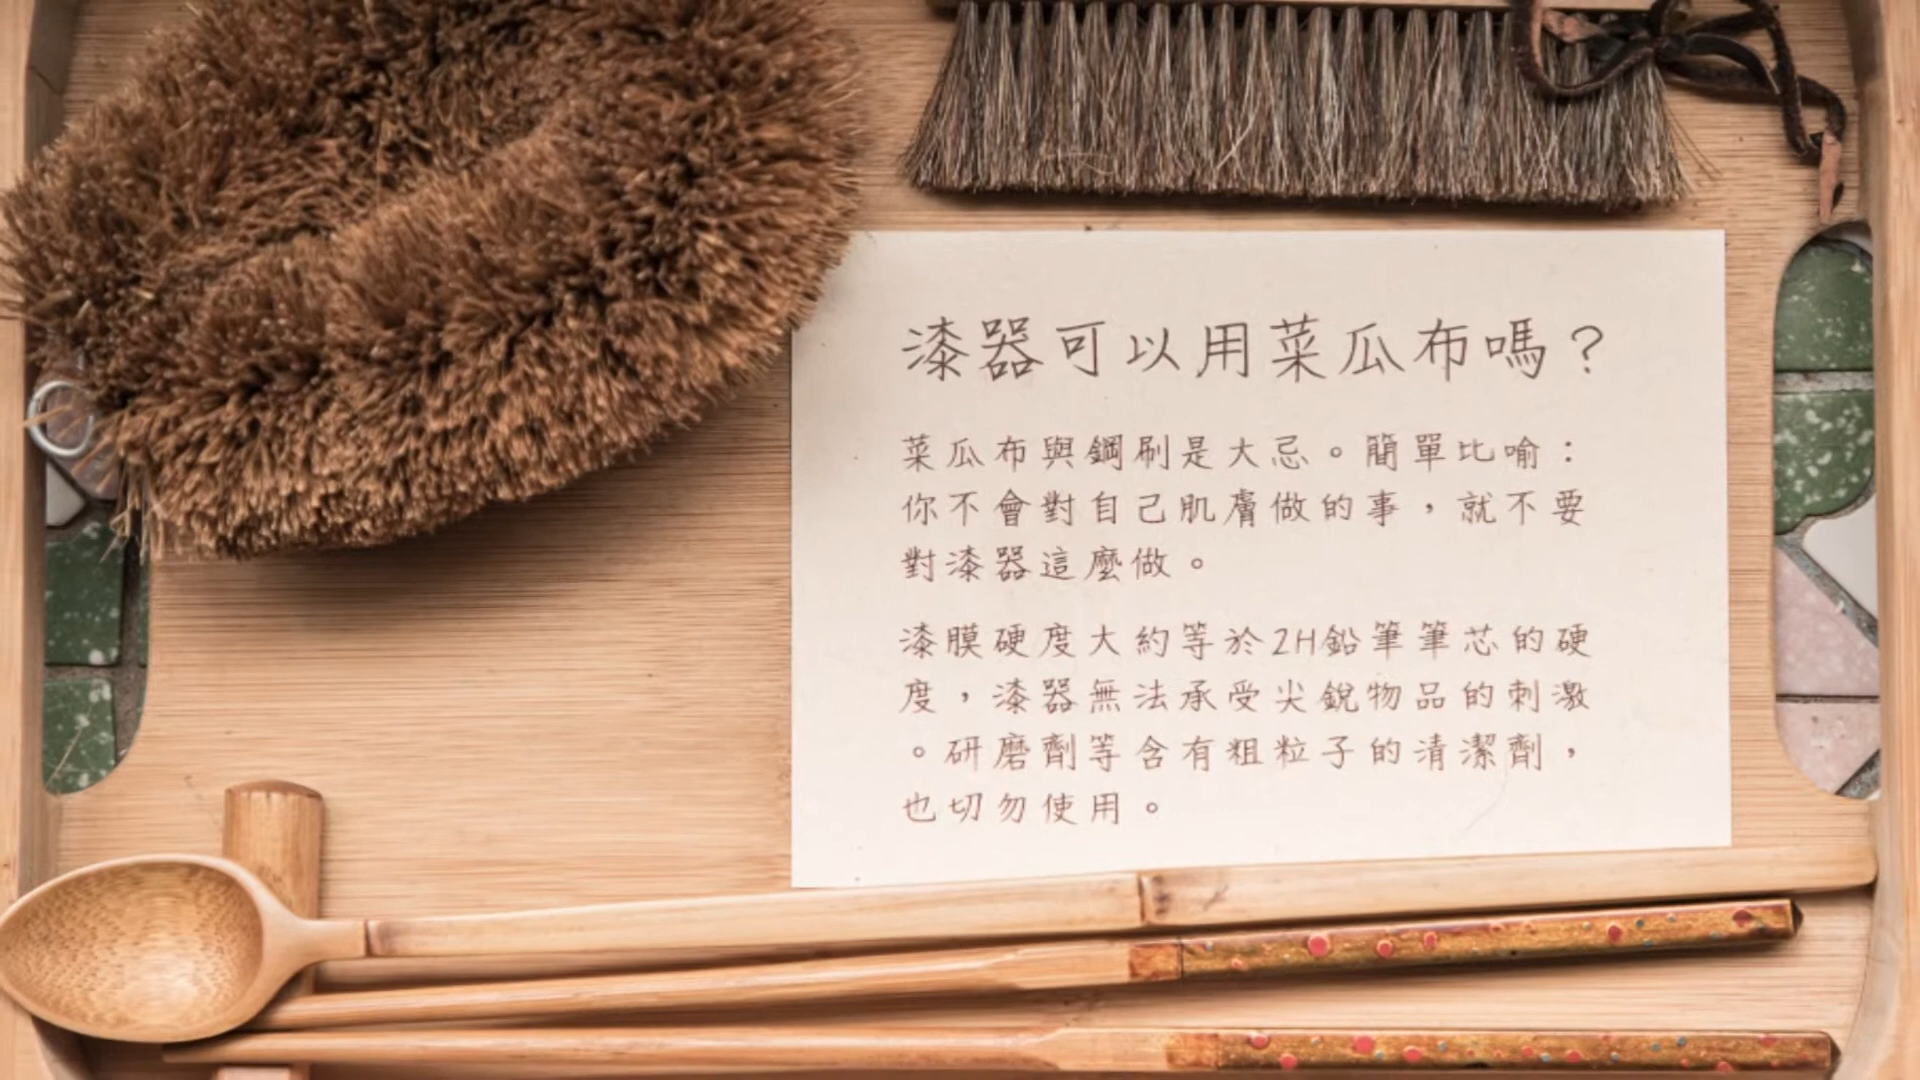 漆器可以用菜瓜布嗎？
菜瓜布與鋼刷是大忌。簡單比喻：
你不會對自己肌膚做的事，就不要
對漆器這麼做。
漆膜硬度大約等於2H鉛筆筆芯的硬
度，漆器無法承受尖銳物品的刺激
。研磨劑等含有粗粒子的清潔劑，
也切勿使用。